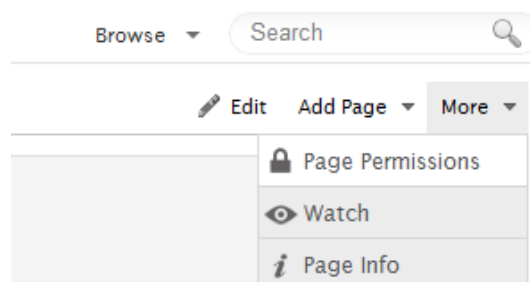 Browse Search
Edit Add Page More
Page Permissions
Watch
Page Info